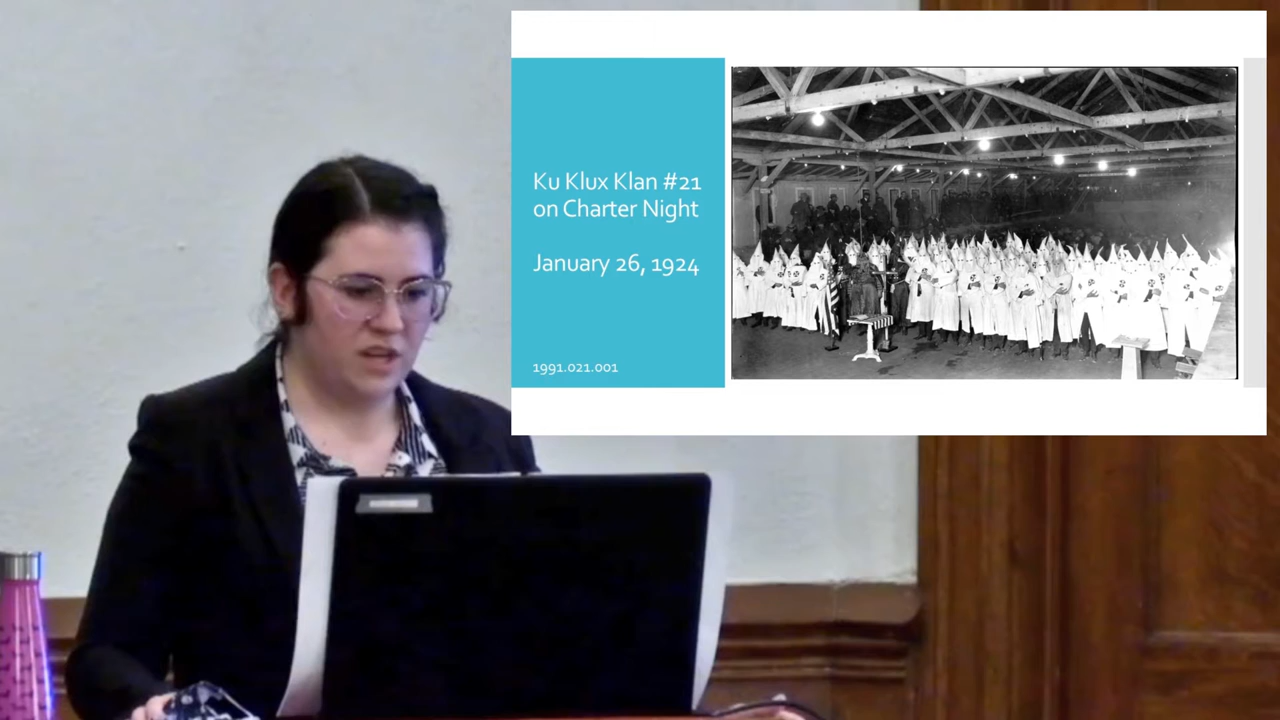 Ku Klux Klan #21
on Charter Night
January 26, 1924
1991.021.001